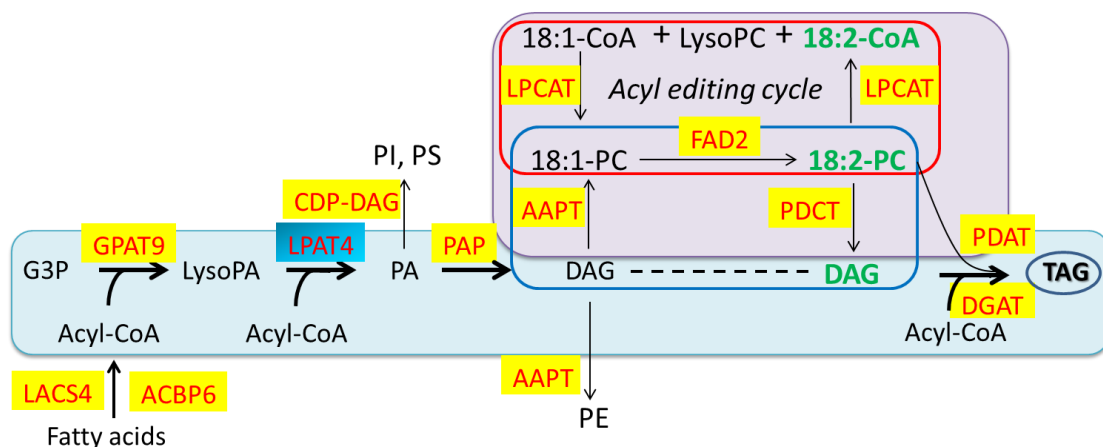 18:1-CoA + LysoPC + 18:2-CoA
LPCAT Acyl editing cycle LPCAT
FAD2
18:1-PC 18:2-PC
PI, PS
CDP-DAG AAPT PDCT
GPAT9 LPAT4 PAP PDAT
G3P LysoPA PA DAG DAG TAG
DGAT
Acyl-CoA Acyl-CoA Acyl-CoA
LACS4 ACBP6 AAPT
PE
Fatty acids